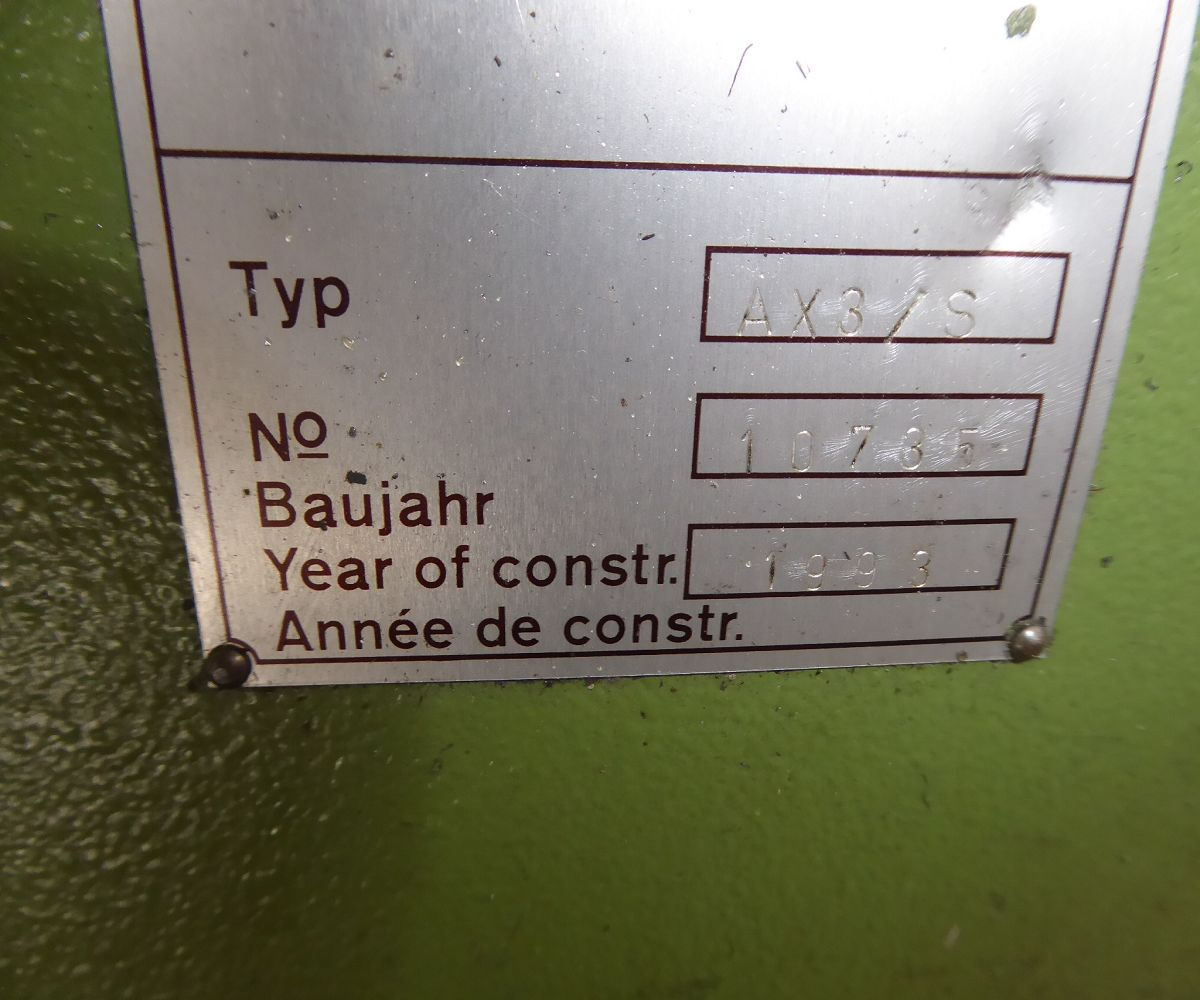 Typ AX3/S
Nº 10735
Baujahr
Year of constr. 1993
Année de constr.